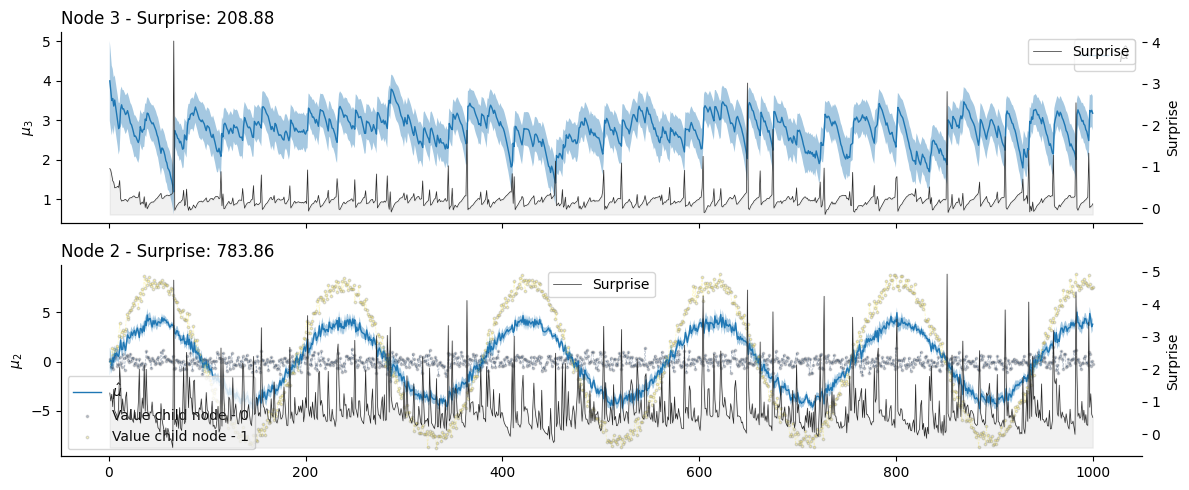 Node 3 - Surprise: 208.88
5
4
3
2
1
μ3
Surprise
4
3
2
1
0
Surprise
Node 2 - Surprise: 783.86
5
0
−5
μ2
Surprise
μ̂
Value child node - 0
Value child node - 1
5
4
3
2
1
0
Surprise
0 200 400 600 800 1000